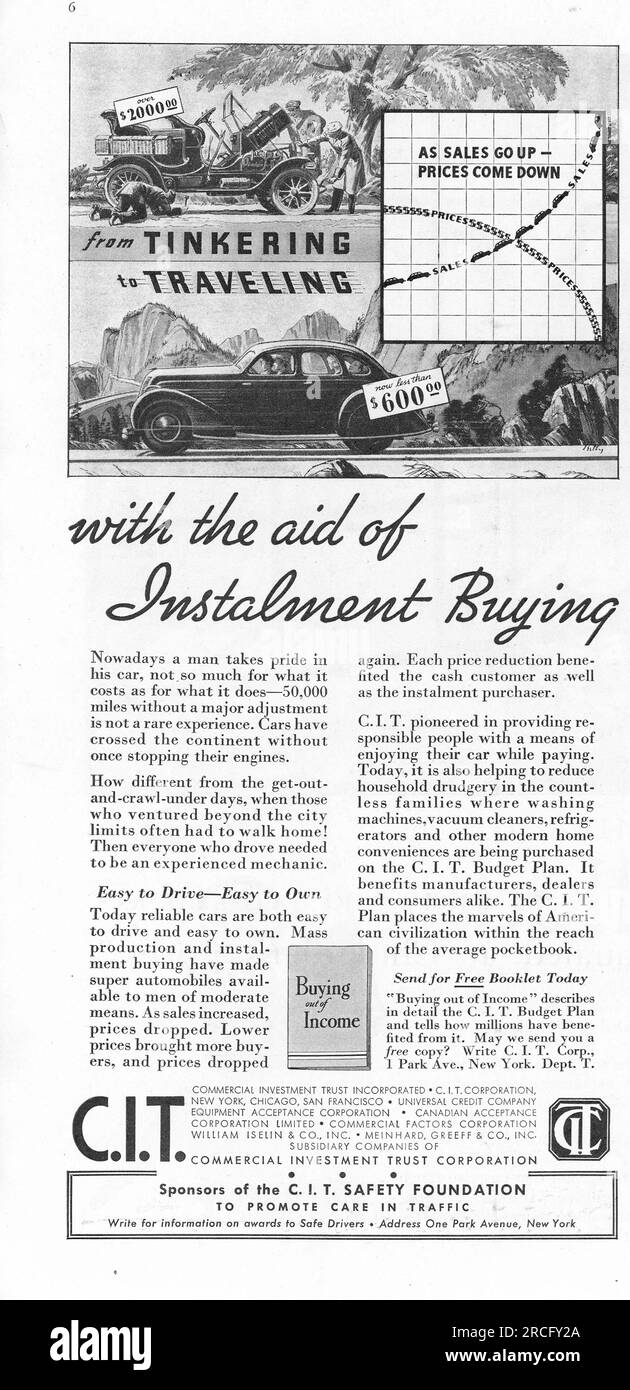 6
over
$2000.00
AS SALES GO UP —
PRICES COME DOWN
SALES
$$$$$$PRICES$$$$$$
SALES
$$$$$PRICES$$$$$$
from TINKERING
to TRAVELING
now less than
$600.00
with the aid of
Instalment Buying
Nowadays a man takes pride in
his car, not so much for what it
costs as for what it does—50,000
miles without a major adjustment
is not a rare experience. Cars have
crossed the continent without
once stopping their engines.
How different from the get-out-
and-crawl-under days, when those
who ventured beyond the city
limits often had to walk home!
Then everyone who drove needed
to be an experienced mechanic.
Easy to Drive—Easy to Own
Today reliable cars are both easy
to drive and easy to own. Mass
production and instal-
ment buying have made
super automobiles avail-
able to men of moderate
means. As sales increased,
prices dropped. Lower
prices brought more buy-
ers, and prices dropped
again. Each price reduction bene-
fited the cash customer as well
as the instalment purchaser.
C.I.T. pioneered in providing re-
sponsible people with a means of
enjoying their car while paying.
Today, it is also helping to reduce
household drudgery in the count-
less families where washing
machines, vacuum cleaners, refrig-
erators and other modern home
conveniences are being purchased
on the C. I. T. Budget Plan. It
benefits manufacturers, dealers
and consumers alike. The C. I. T.
Plan places the marvels of Ameri-
can civilization within the reach
of the average pocketbook.
Buying
out of
Income
Send for Free Booklet Today
"Buying out of Income" describes
in detail the C. I. T. Budget Plan
and tells how millions have bene-
fited from it. May we send you a
free copy? Write C. I. T. Corp.,
1 Park Ave., New York. Dept. T.
C.I.T.
COMMERCIAL INVESTMENT TRUST INCORPORATED • C.I.T. CORPORATION,
NEW YORK, CHICAGO, SAN FRANCISCO • UNIVERSAL CREDIT COMPANY
EQUIPMENT ACCEPTANCE CORPORATION • CANADIAN ACCEPTANCE
CORPORATION LIMITED • COMMERCIAL FACTORS CORPORATION
WILLIAM ISELIN & CO., INC. • MEINHARD, GREEFF & CO., INC.
SUBSIDIARY COMPANIES OF
COMMERCIAL INVESTMENT TRUST CORPORATION
CIT
Sponsors of the C. I. T. SAFETY FOUNDATION
TO PROMOTE CARE IN TRAFFIC
Write for information on awards to Safe Drivers • Address One Park Avenue, New York
alamy
Image ID: 2RCFY2A
www.alamy.com